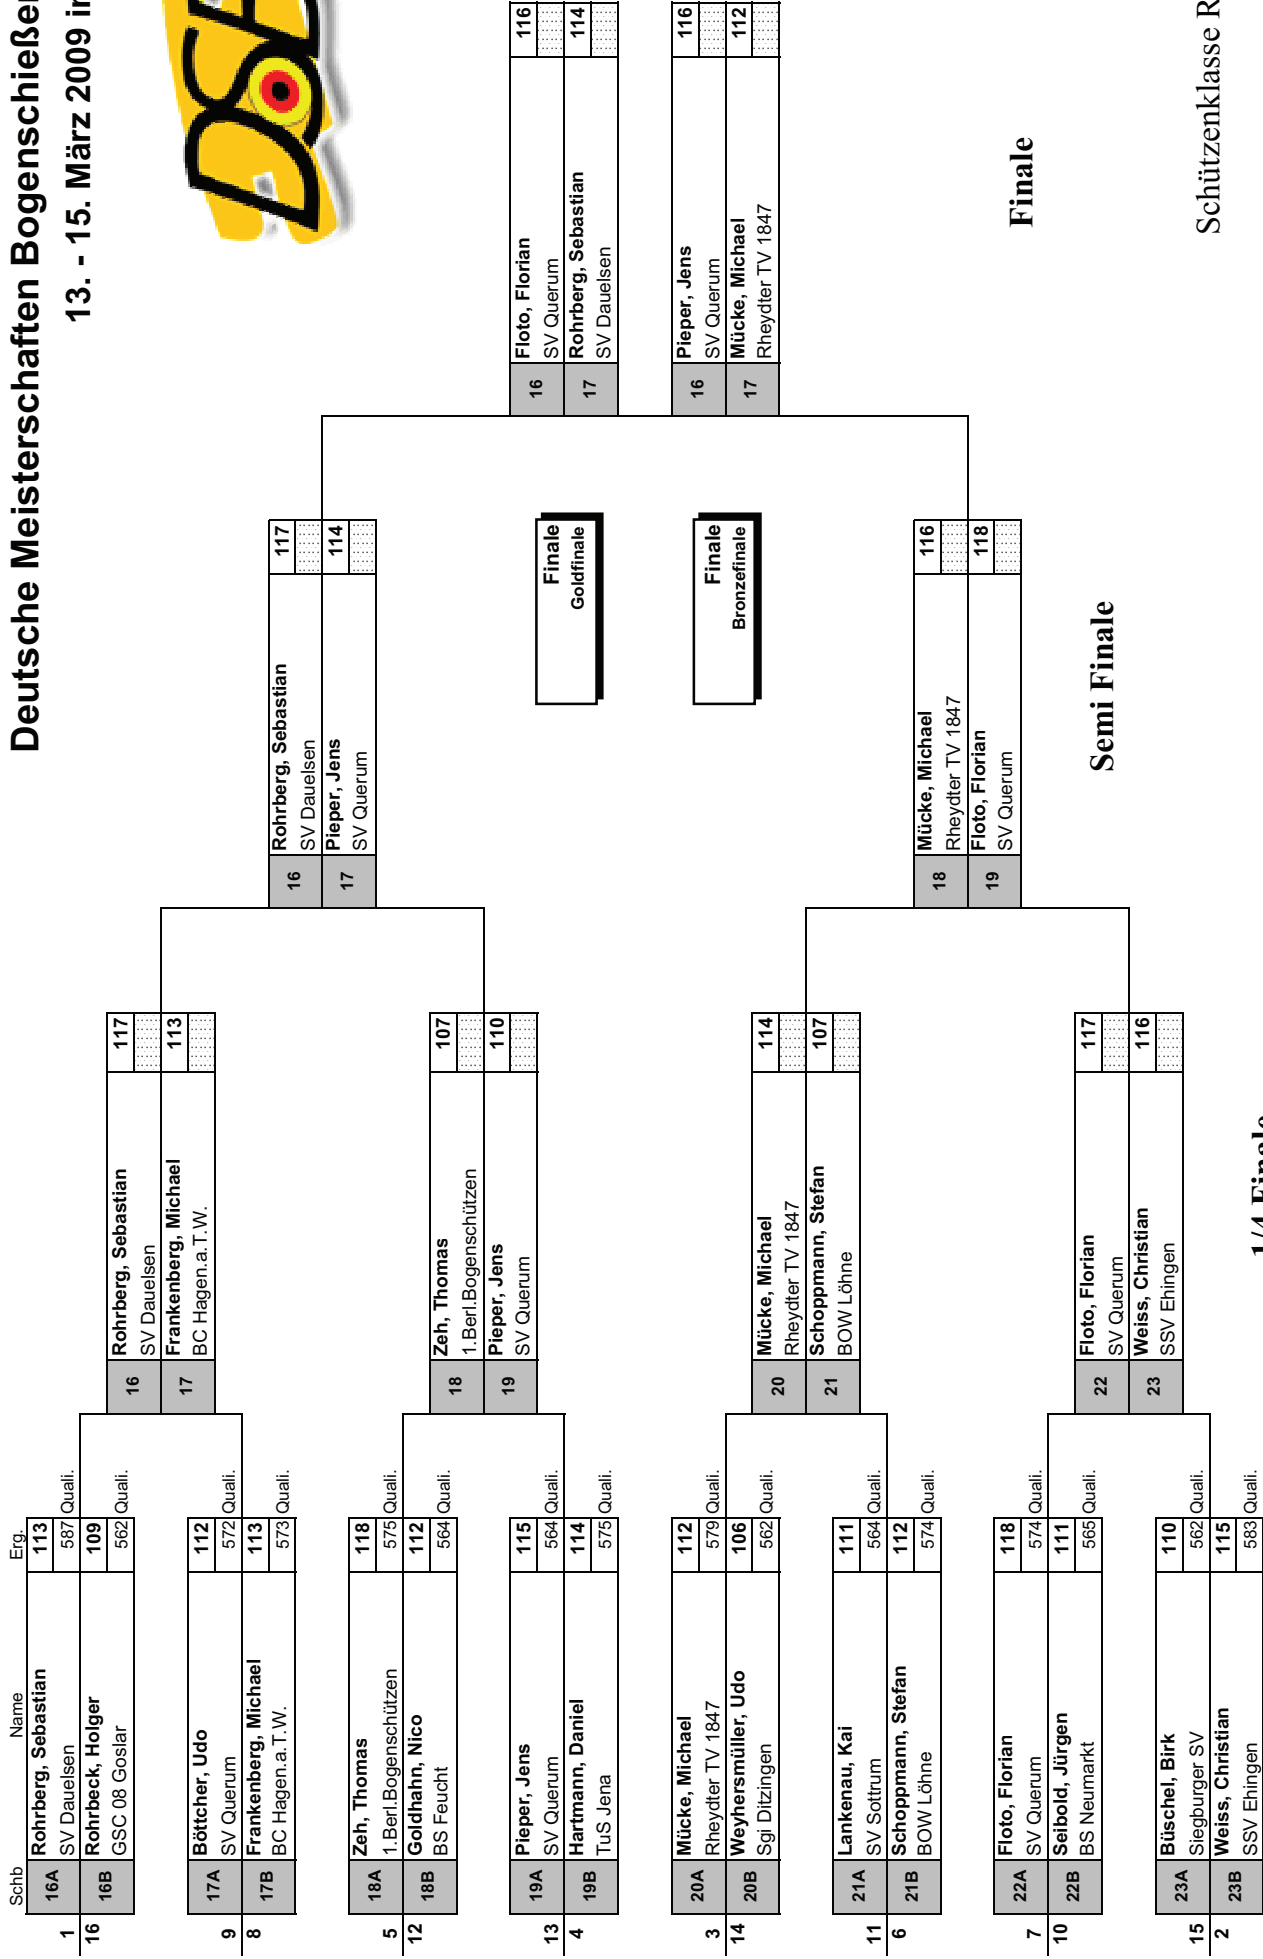 Deutsche Meisterschaften Bogenschießen
13. - 15. März 2009 in
DSB
Schb Name Erg.
1 16A Rohrberg, Sebastian 113
SV Dauelsen 587 Quali.
16 16B Rohrbeck, Holger 109
GSC 08 Goslar 562 Quali.
9 17A Böttcher, Udo 112
SV Querum 572 Quali.
8 17B Frankenberg, Michael 113
BC Hagen.a.T.W. 573 Quali.
5 18A Zeh, Thomas 118
1.Berl.Bogenschützen 575 Quali.
12 18B Goldhahn, Nico 112
BS Feucht 564 Quali.
13 19A Pieper, Jens 115
SV Querum 564 Quali.
4 19B Hartmann, Daniel 114
TuS Jena 575 Quali.
3 20A Mücke, Michael 112
Rheydter TV 1847 579 Quali.
14 20B Weyhersmüller, Udo 106
Sgi Ditzingen 562 Quali.
11 21A Lankenau, Kai 111
SV Sottrum 564 Quali.
6 21B Schoppmann, Stefan 112
BOW Löhne 574 Quali.
7 22A Floto, Florian 118
SV Querum 574 Quali.
10 22B Seibold, Jürgen 111
BS Neumarkt 565 Quali.
15 23A Büschel, Birk 110
Siegburger SV 562 Quali.
2 23B Weiss, Christian 115
SSV Ehingen 583 Quali.
16 Rohrberg, Sebastian 117
SV Dauelsen
17 Frankenberg, Michael 113
BC Hagen.a.T.W.
18 Zeh, Thomas 107
1.Berl.Bogenschützen
19 Pieper, Jens 110
SV Querum
20 Mücke, Michael 114
Rheydter TV 1847
21 Schoppmann, Stefan 107
BOW Löhne
22 Floto, Florian 117
SV Querum
23 Weiss, Christian 116
SSV Ehingen
1/4 Finale
16 Rohrberg, Sebastian 117
SV Dauelsen
17 Pieper, Jens 114
SV Querum
18 Mücke, Michael 116
Rheydter TV 1847
19 Floto, Florian 118
SV Querum
Semi Finale
Finale
Goldfinale
Finale
Bronzefinale
16 Floto, Florian 116
SV Querum
17 Rohrberg, Sebastian 114
SV Dauelsen
16 Pieper, Jens 116
SV Querum
17 Mücke, Michael 112
Rheydter TV 1847
Finale
Schützenklasse R